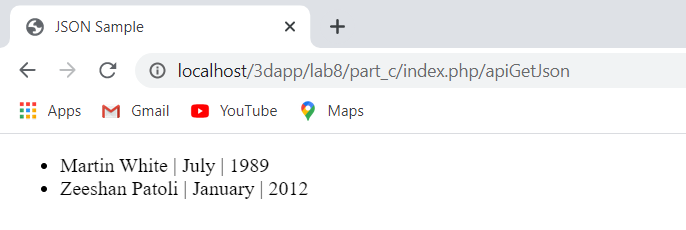 JSON Sample
localhost/3dapp/lab8/part_c/index.php/apiGetJson
Apps Gmail YouTube Maps
• Martin White | July | 1989
• Zeeshan Patoli | January | 2012